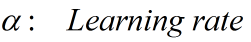 α : Learning rate